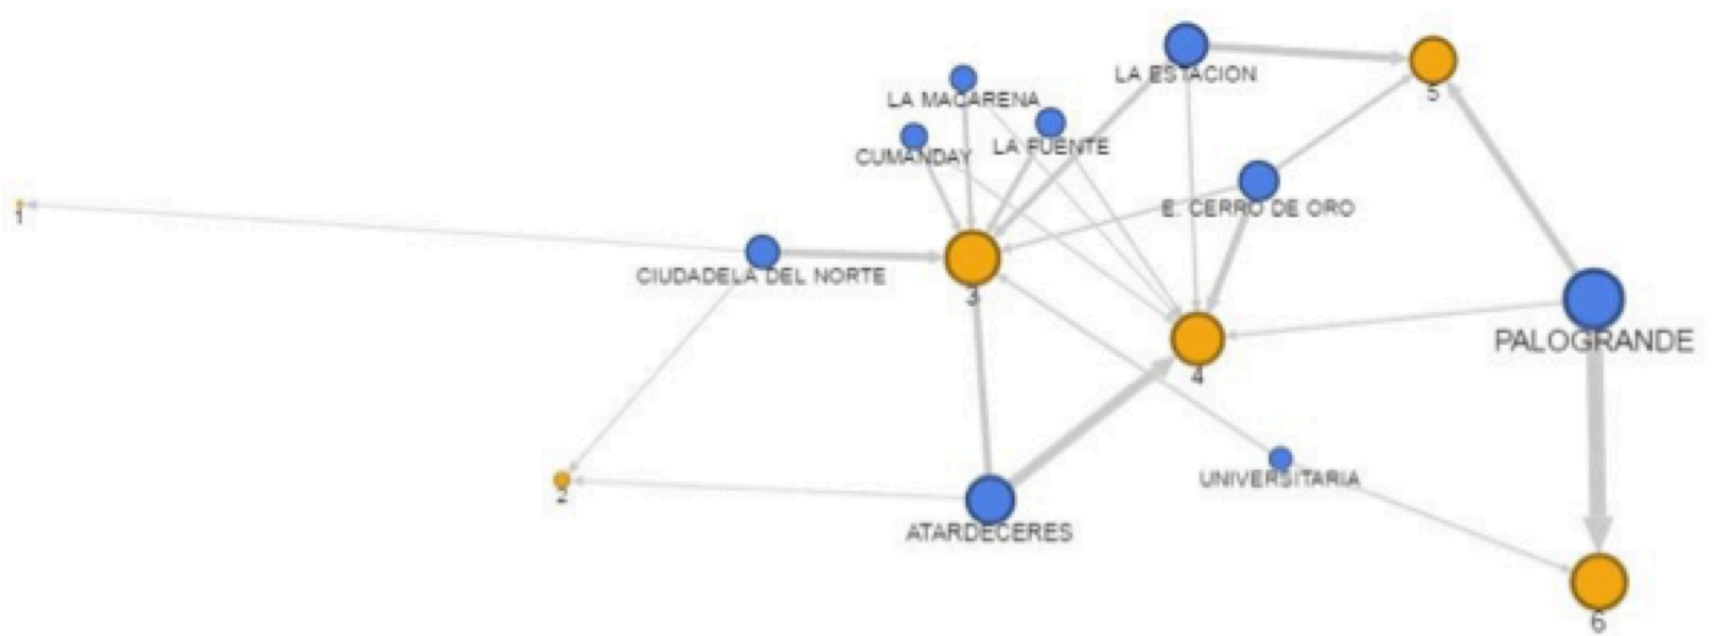 LA ESTACION
5
LA MACARENA
LA FUENTE
CUMANDAY
1
E. CERRO DE ORO
CIUDADELA DEL NORTE
3
PALOGRANDE
4
2
UNIVERSITARIA
ATARDECERES
6